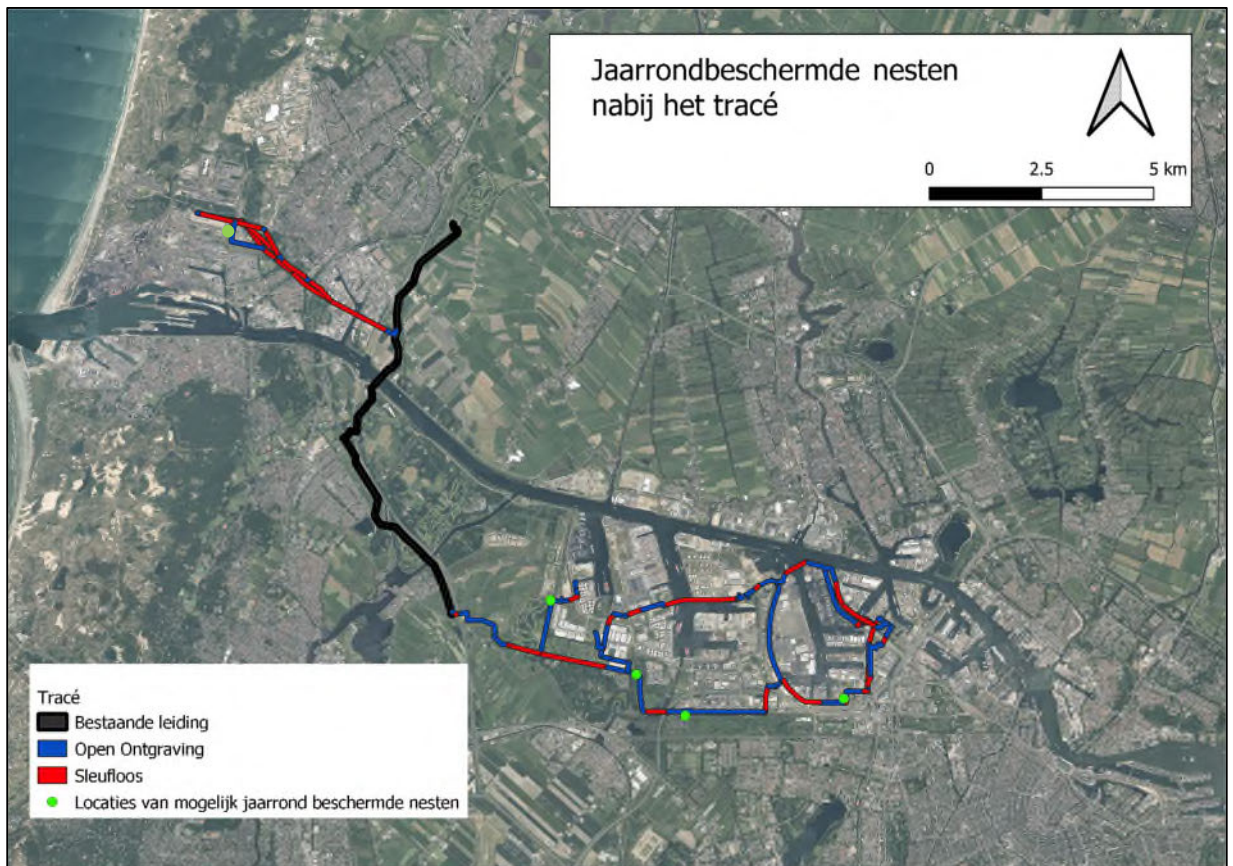 Jaarrondbeschermde nesten
nabij het tracé
0 2.5 5 km
Tracé
Bestaande leiding
Open Ontgraving
Sleufloos
Locaties van mogelijk jaarrond beschermde nesten